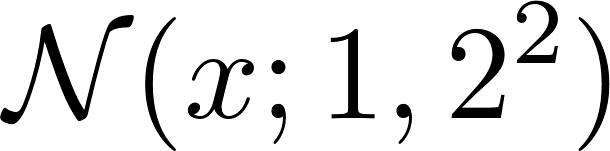 𝒩(x; 1, 2²)